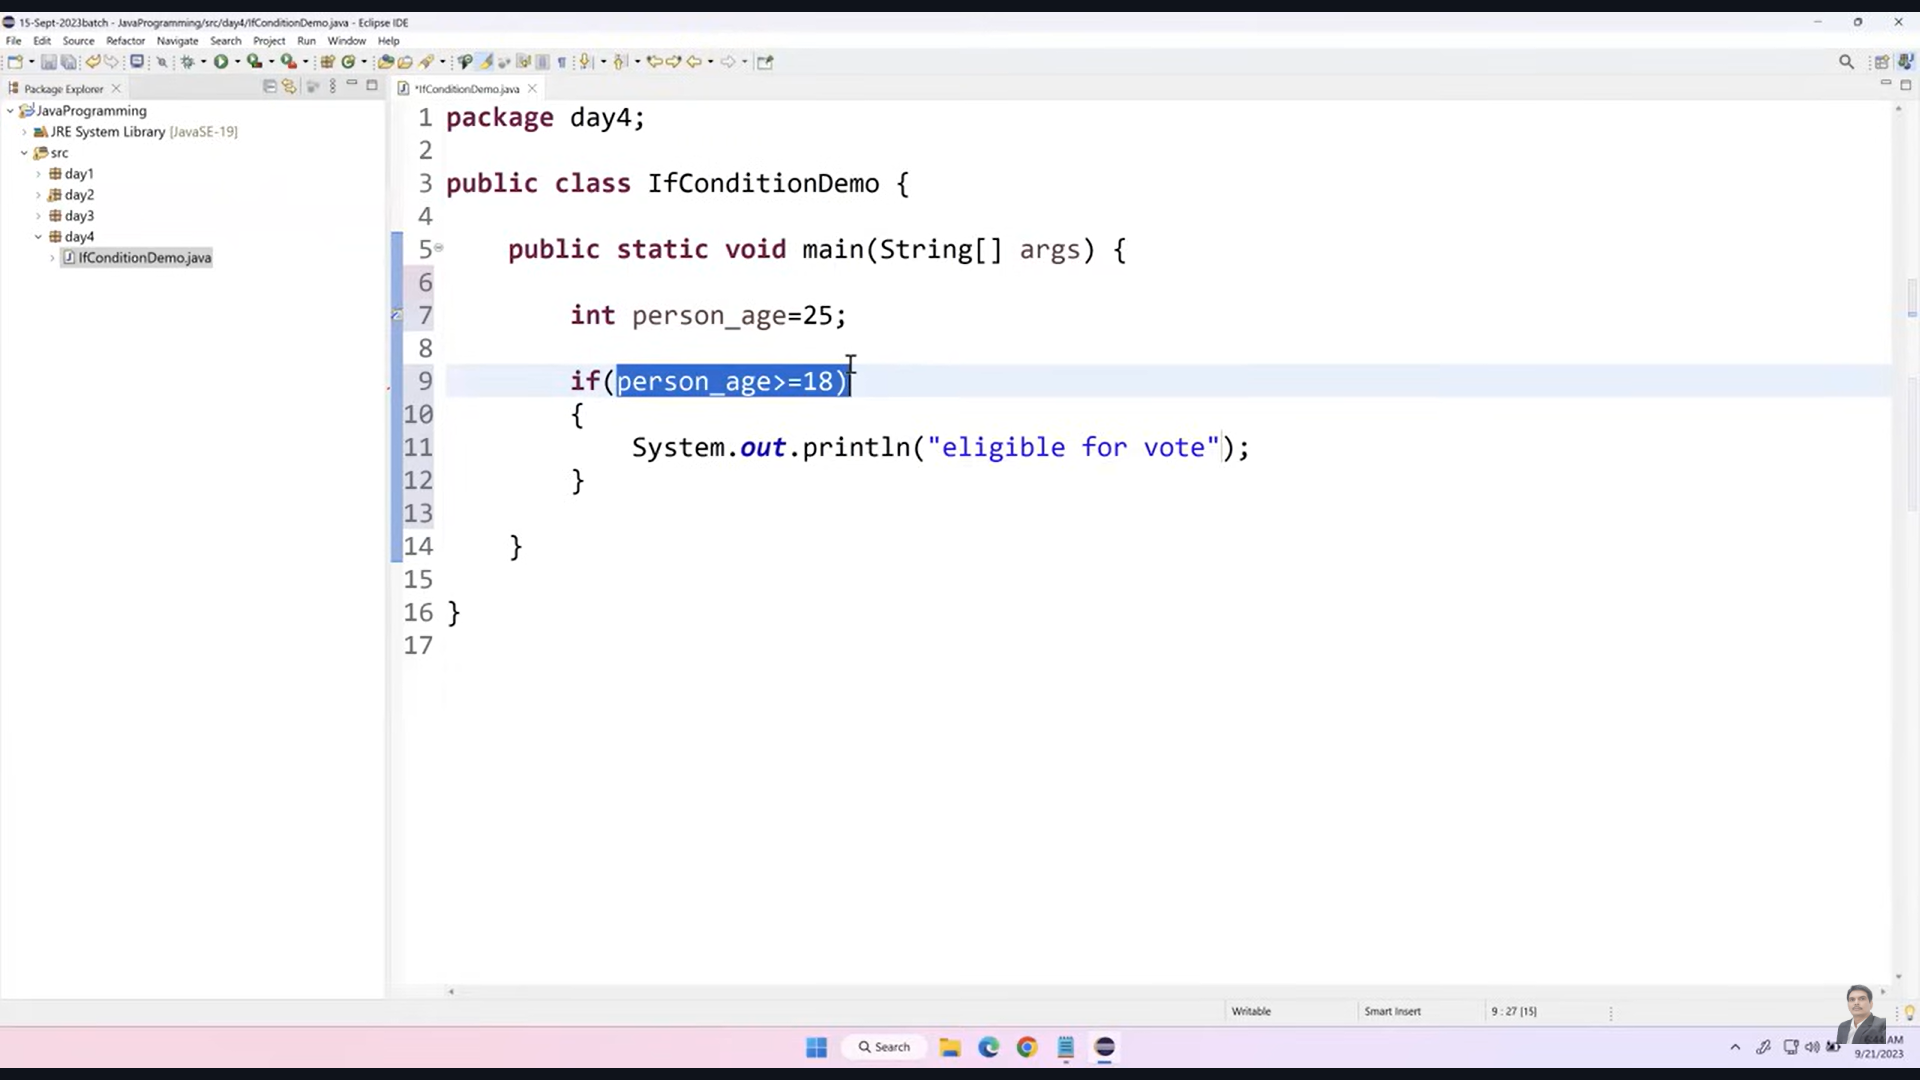 15-Sept-2023batch - JavaProgramming/src/day4/IfConditionDemo.java - Eclipse IDE
File Edit Source Refactor Navigate Search Project Run Window Help
Package Explorer
*IfConditionDemo.java
JavaProgramming
JRE System Library [JavaSE-19]
src
day1
day2
day3
day4
IfConditionDemo.java
1 package day4;
2
3 public class IfConditionDemo {
4
5 public static void main(String[] args) {
6
7 int person_age=25;
8
9 if(person_age>=18)
10 {
11 System.out.println("eligible for vote");
12 }
13
14 }
15
16 }
17
Writable Smart Insert 9 : 27 [15]
Search
AM
9/21/2023